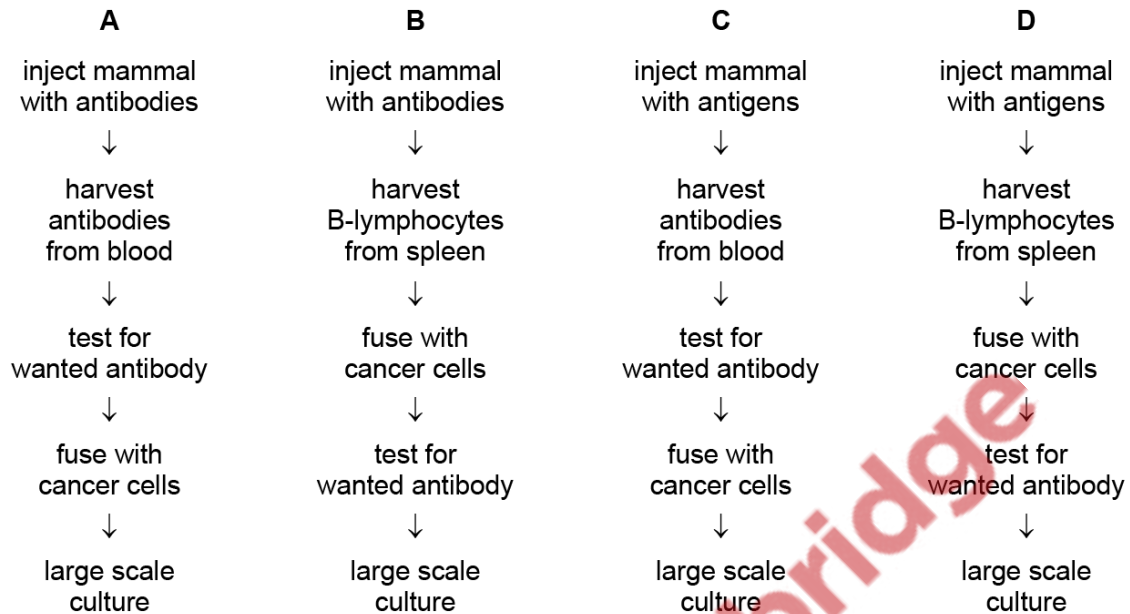 A
inject mammal
with antibodies
↓
harvest
antibodies
from blood
↓
test for
wanted antibody
↓
fuse with
cancer cells
↓
large scale
culture
B
inject mammal
with antibodies
↓
harvest
B-lymphocytes
from spleen
↓
fuse with
cancer cells
↓
test for
wanted antibody
↓
large scale
culture
C
inject mammal
with antigens
↓
harvest
antibodies
from blood
↓
test for
wanted antibody
↓
fuse with
cancer cells
↓
large scale
culture
D
inject mammal
with antigens
↓
harvest
B-lymphocytes
from spleen
↓
fuse with
cancer cells
↓
test for
wanted antibody
↓
large scale
culture
bridge